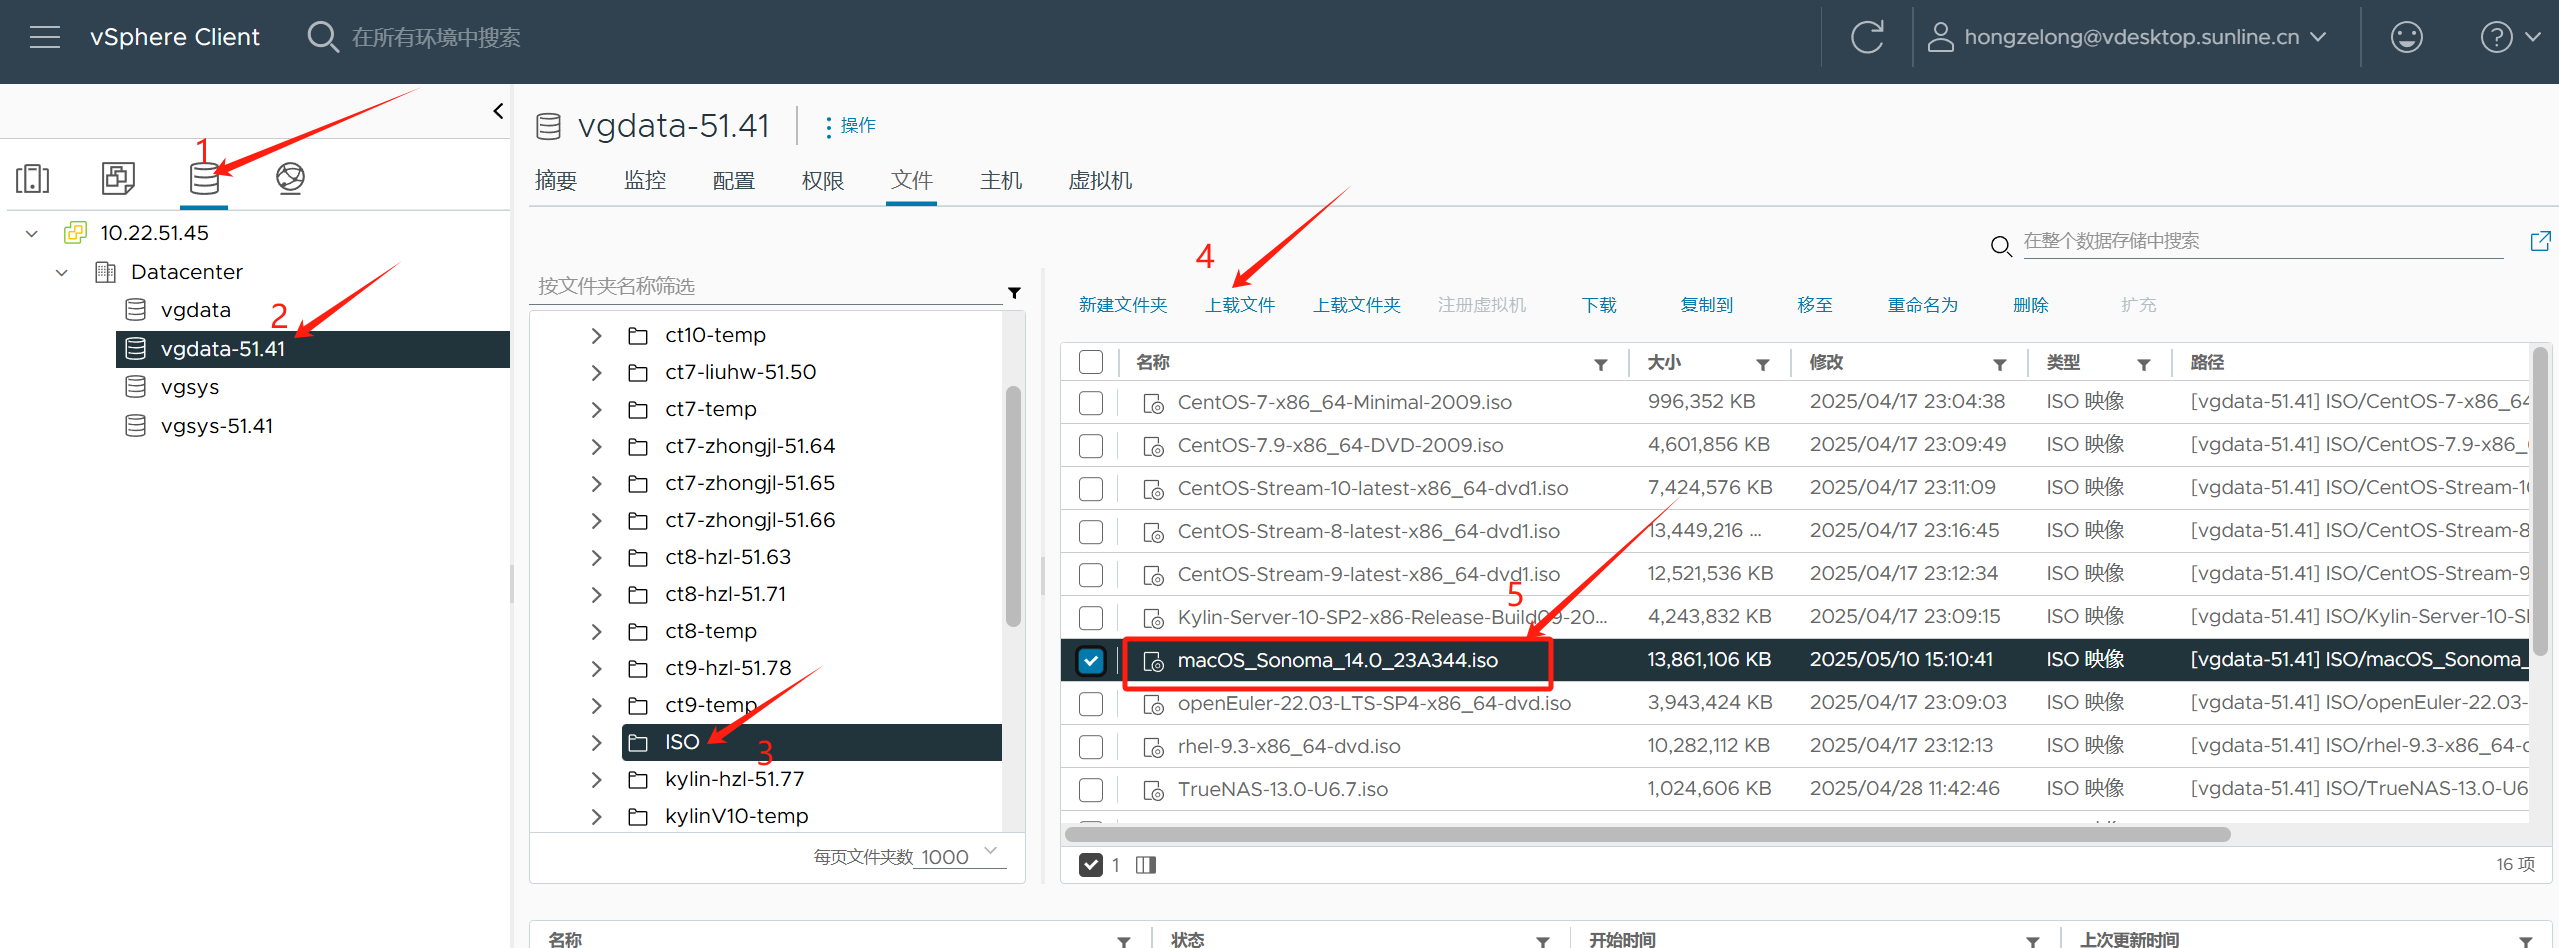 vSphere Client
在所有环境中搜索
hongzelong@vdesktop.sunline.cn
1
10.22.51.45
Datacenter
vgdata
2
vgdata-51.41
vgsys
vgsys-51.41
vgdata-51.41
操作
摘要 监控 配置 权限 文件 主机 虚拟机
在整个数据存储中搜索
按文件夹名称筛选
ct10-temp
ct7-liuhw-51.50
ct7-temp
ct7-zhongjl-51.64
ct7-zhongjl-51.65
ct7-zhongjl-51.66
ct8-hzl-51.63
ct8-hzl-51.71
ct8-temp
ct9-hzl-51.78
ct9-temp
ISO
3
kylin-hzl-51.77
kylinV10-temp
每页文件夹数 1000
4
新建文件夹 上载文件 上载文件夹 注册虚拟机 下载 复制到 移至 重命名为 删除 扩充
名称 大小 修改 类型 路径
CentOS-7-x86_64-Minimal-2009.iso 996,352 KB 2025/04/17 23:04:38 ISO 映像 [vgdata-51.41] ISO/CentOS-7-x86_64
CentOS-7.9-x86_64-DVD-2009.iso 4,601,856 KB 2025/04/17 23:09:49 ISO 映像 [vgdata-51.41] ISO/CentOS-7.9-x86_
CentOS-Stream-10-latest-x86_64-dvd1.iso 7,424,576 KB 2025/04/17 23:11:09 ISO 映像 [vgdata-51.41] ISO/CentOS-Stream-10
CentOS-Stream-8-latest-x86_64-dvd1.iso 13,449,216 ... 2025/04/17 23:16:45 ISO 映像 [vgdata-51.41] ISO/CentOS-Stream-8
CentOS-Stream-9-latest-x86_64-dvd1.iso 12,521,536 KB 2025/04/17 23:12:34 ISO 映像 [vgdata-51.41] ISO/CentOS-Stream-9
5
Kylin-Server-10-SP2-x86-Release-Build09-20... 4,243,832 KB 2025/04/17 23:09:15 ISO 映像 [vgdata-51.41] ISO/Kylin-Server-10-SI
macOS_Sonoma_14.0_23A344.iso 13,861,106 KB 2025/05/10 15:10:41 ISO 映像 [vgdata-51.41] ISO/macOS_Sonoma_
openEuler-22.03-LTS-SP4-x86_64-dvd.iso 3,943,424 KB 2025/04/17 23:09:03 ISO 映像 [vgdata-51.41] ISO/openEuler-22.03-
rhel-9.3-x86_64-dvd.iso 10,282,112 KB 2025/04/17 23:12:13 ISO 映像 [vgdata-51.41] ISO/rhel-9.3-x86_64-d
TrueNAS-13.0-U6.7.iso 1,024,606 KB 2025/04/28 11:42:46 ISO 映像 [vgdata-51.41] ISO/TrueNAS-13.0-U6
1
16 项
名称 状态 开始时间 上次更新时间